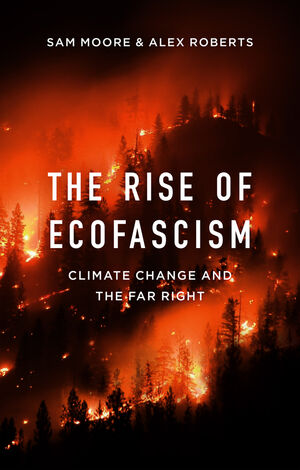 SAM MOORE & ALEX ROBERTS
THE RISE OF
ECOFASCISM
CLIMATE CHANGE AND
THE FAR RIGHT